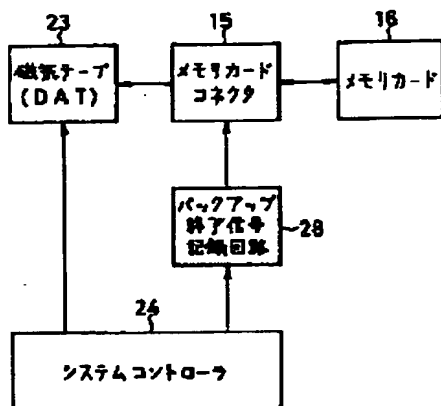 23
15
16
磁気テープ
(DAT)
メモリカード
コネクタ
メモリカード
バックアップ
終了信号
記録回路
28
24
システムコントローラ